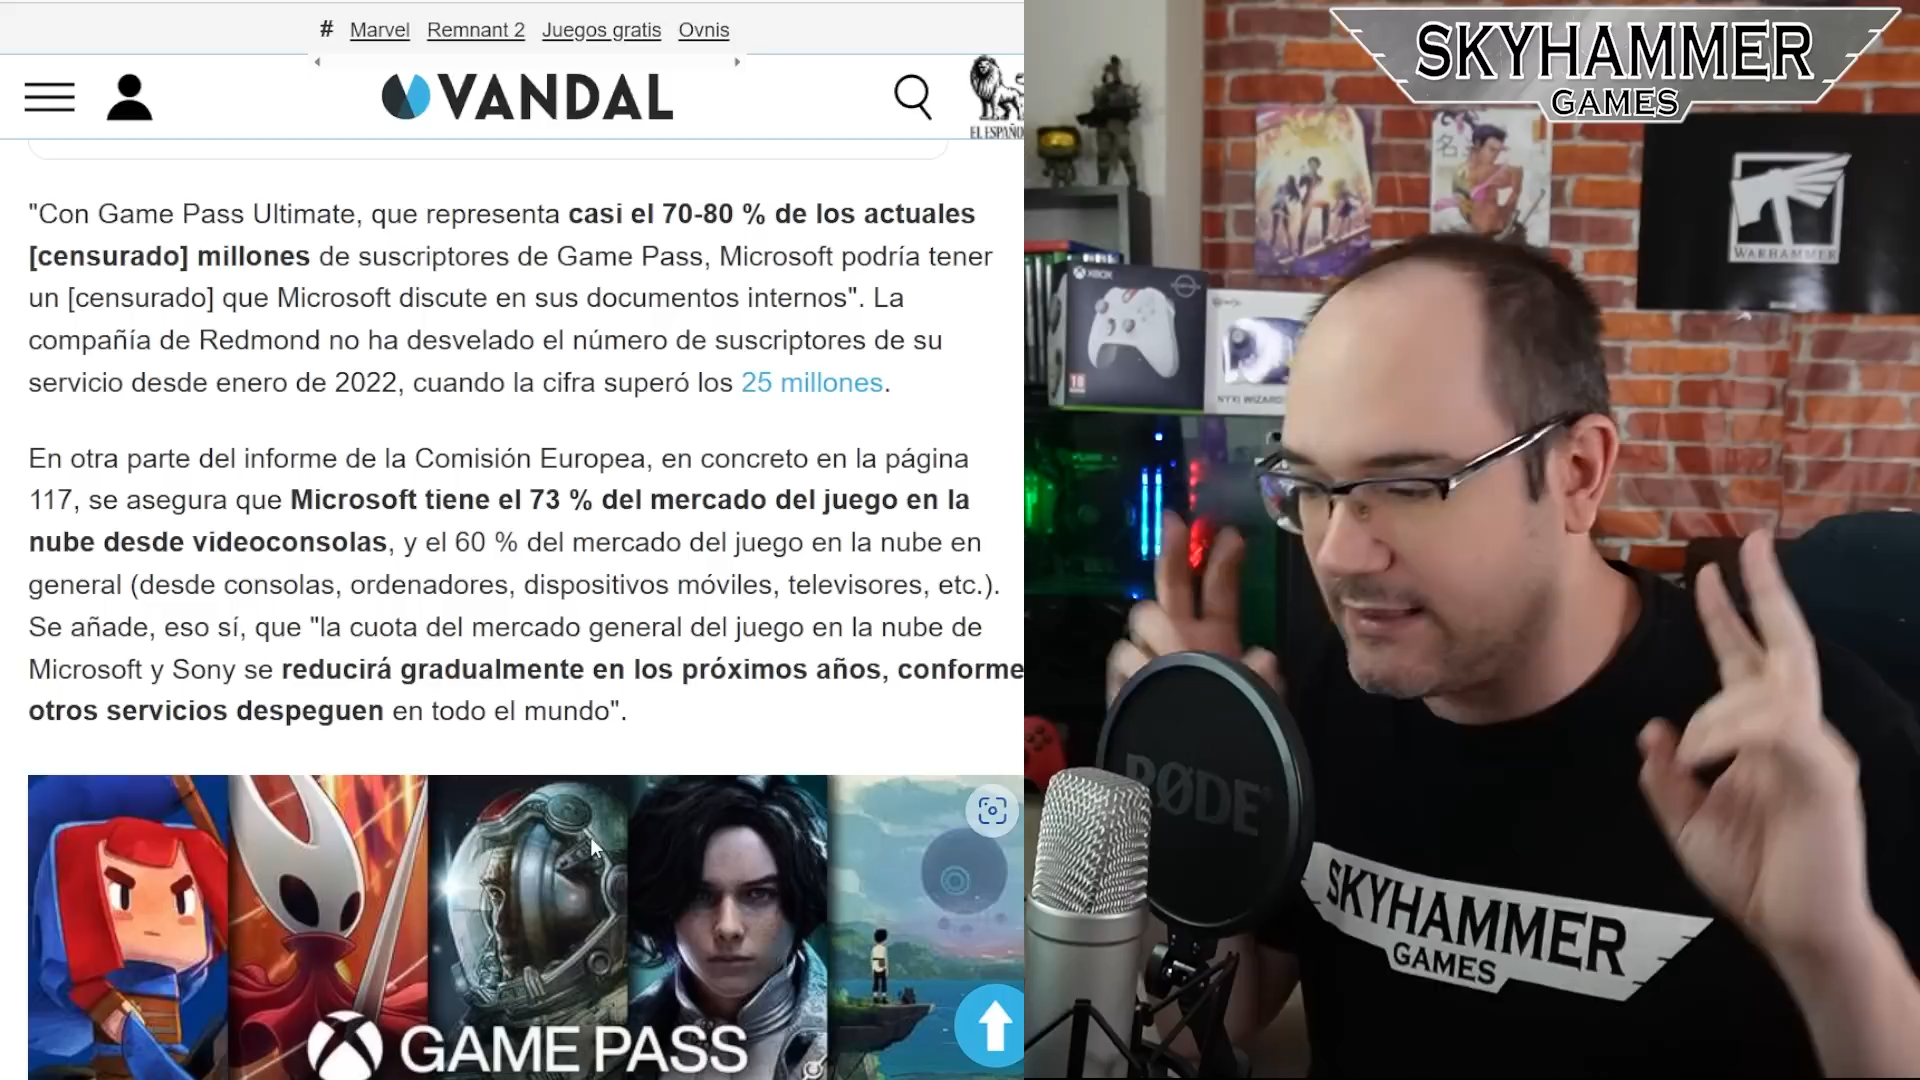 # Marvel Remnant 2 Juegos gratis Ovnis
VANDAL
EL ESPAÑO
"Con Game Pass Ultimate, que representa casi el 70-80 % de los actuales
[censurado] millones de suscriptores de Game Pass, Microsoft podría tener
un [censurado] que Microsoft discute en sus documentos internos". La
compañía de Redmond no ha desvelado el número de suscriptores de su
servicio desde enero de 2022, cuando la cifra superó los 25 millones.
En otra parte del informe de la Comisión Europea, en concreto en la página
117, se asegura que Microsoft tiene el 73 % del mercado del juego en la
nube desde videoconsolas, y el 60 % del mercado del juego en la nube en
general (desde consolas, ordenadores, dispositivos móviles, televisores, etc.).
Se añade, eso sí, que "la cuota del mercado general del juego en la nube de
Microsoft y Sony se reducirá gradualmente en los próximos años, conforme
otros servicios despeguen en todo el mundo".
GAME PASS
SKYHAMMER
GAMES
名
WARHAMMER
XBOX
18
NYXI WIZARD
RØDE
SKYHAMMER
GAMES